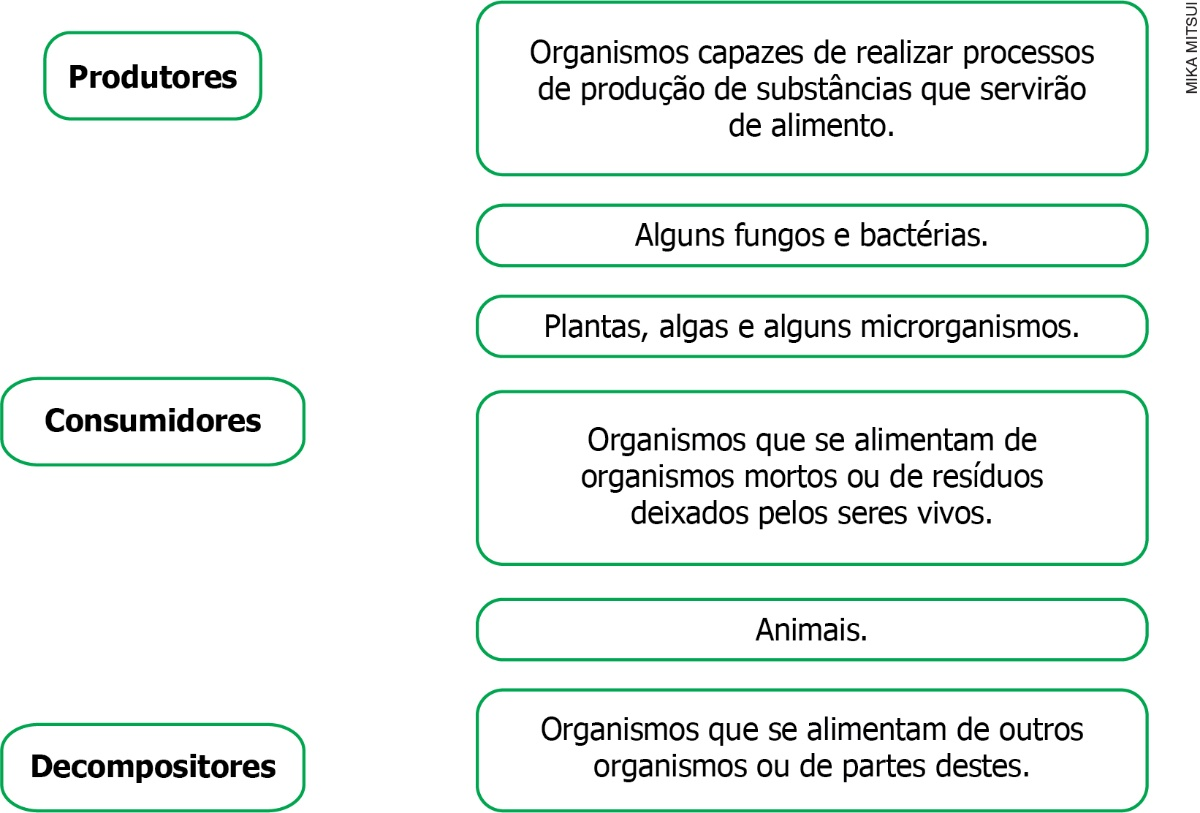 Produtores
Organismos capazes de realizar processos
de produção de substâncias que servirão
de alimento.
Alguns fungos e bactérias.
Plantas, algas e alguns microrganismos.
Consumidores
Organismos que se alimentam de
organismos mortos ou de resíduos
deixados pelos seres vivos.
Animais.
Decompositores
Organismos que se alimentam de outros
organismos ou de partes destes.
MIKA MITSUI